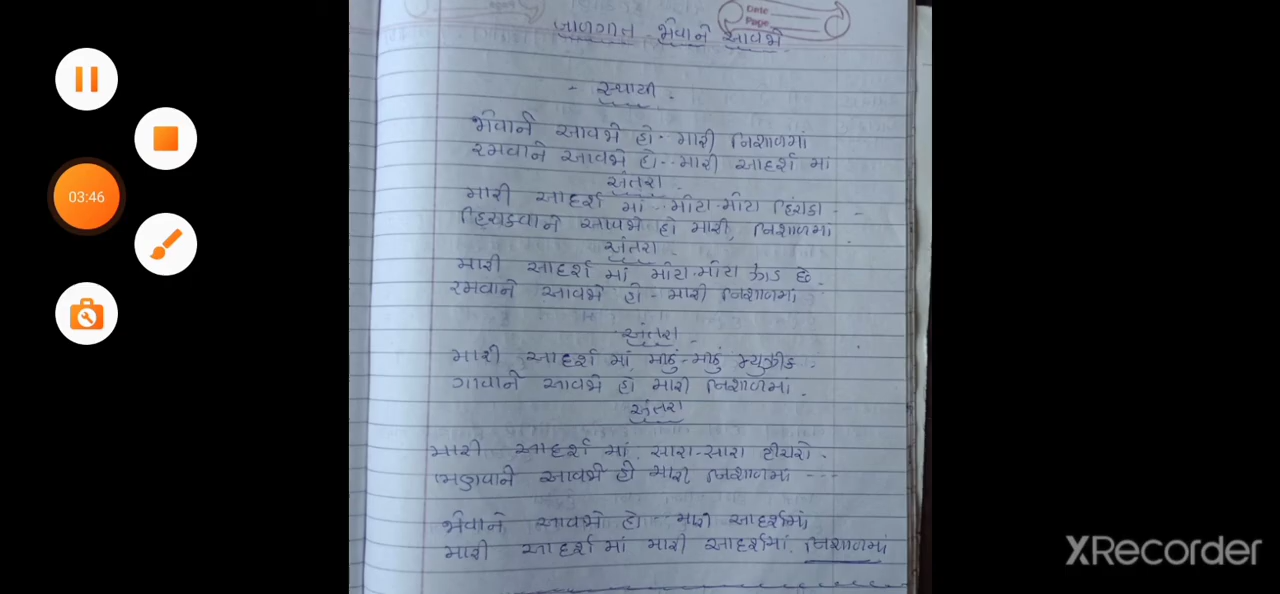 Date
Page
બાળગીત ભણવાને આવજો
- સ્થાયી -
ભણવાને આવજો હો.. મારી નિશાળમાં
રમવાને આવજો હો.. મારી આદર્શ માં
અંતરા.
મારી આદર્શ માં... મોટા-મોટા હિંચકા - -
હિંચકવાને આવજો હો મારી, નિશાળમાં
અંતરા.
મારી આદર્શ માં મોટા-મોટા ઝાડ છે.
રમવાને આવજો હો - મારી નિશાળમાં
અંતરા -
મારી આદર્શ માં, મીઠું-મીઠું મ્યુઝીક
ગાવાને આવજો હો મારી નિશાળમાં.
અંતરા
મારી આદર્શ માં, સારા-સારા ટીચરો -
ભણવાને આવજો હો મારી નિશાળમાં ---
ભણવાને આવજો હો મારી આદર્શમાં,
મારી આદર્શ માં મારી આદર્શમાં, નિશાળમાં
03:46
XRecorder